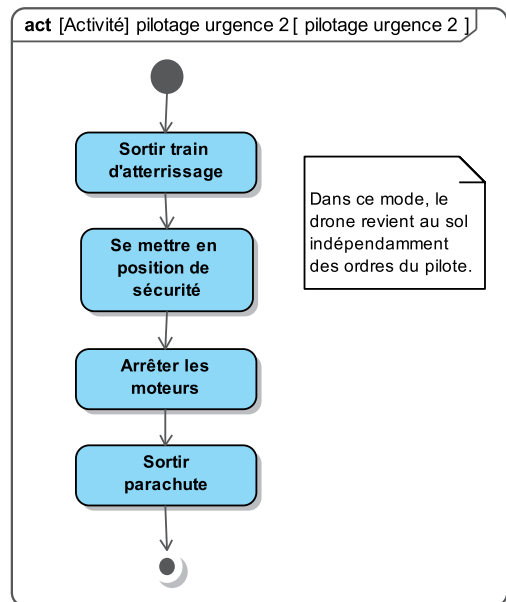 act [Activité] pilotage urgence 2 [ pilotage urgence 2 ]
Sortir train
d'atterrissage
Dans ce mode, le
drone revient au sol
indépendamment
des ordres du pilote.
Se mettre en
position de
sécurité
Arrêter les
moteurs
Sortir
parachute